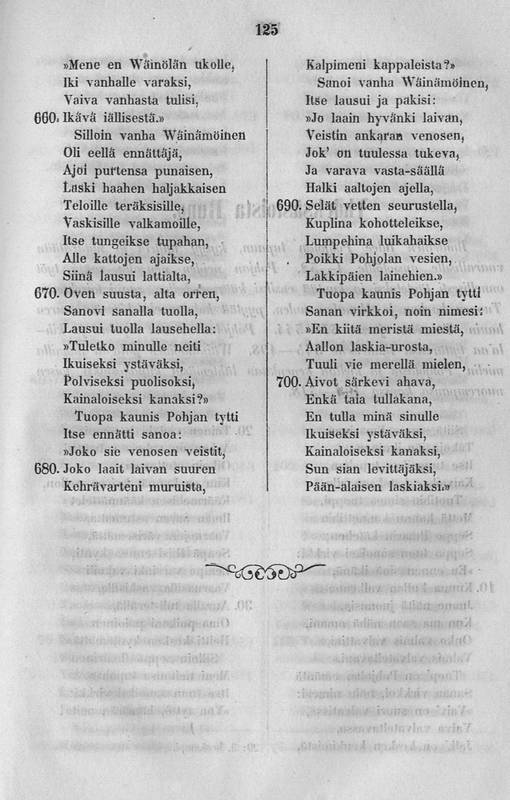 125
»Mene en Wäinölän ukolle,
Iki vanhalle varaksi,
Vaiva vanhasta tulisi,
660. Ikävä iällisestä.»
Silloin vanha Wäinämöinen
Oli eellä ennättäjä,
Ajoi purtensa punaisen,
Laski haahen haljakkaisen
Teloille teräksisille,
Vaskisille valkamoille,
Itse tungeikse tupahan,
Alle kattojen ajaikse,
Siinä lausui lattialta,
670. Oven suusta, alta orren,
Sanovi sanalla tuolla,
Lausui tuolla lausehella:
»Tuletko minulle neiti
Ikuiseksi ystäväksi,
Polviseksi puolisoksi,
Kainaloiseksi kanaksi?»
Tuopa kaunis Pohjan tytti
Itse ennätti sanoa:
»Joko sie venosen veistit,
680. Joko laait laivan suuren
Kehrävarteni muruista,
Kalpimeni kappaleista?»
Sanoi vanha Wäinämöinen,
Itse lausui ja pakisi:
»Jo laain hyvänki laivan,
Veistin ankaran venosen,
Jok' on tuulessa tukeva,
Ja varava vasta-säällä
Halki aaltojen ajella,
690. Selät vetten seurustella,
Kuplina kohotteleikse,
Lumpehina luikahaikse
Poikki Pohjolan vesien,
Lakkipäien lainehien.»
Tuopa kaunis Pohjan tytti
Sanan virkkoi, noin nimesi:
»En kiitä meristä miestä,
Aallon laskia-urosta,
Tuuli vie merellä mielen,
700. Aivot särkevi ahava,
Enkä taia tullakana,
En tulla minä sinulle
Ikuiseksi ystäväksi,
Kainaloiseksi kanaksi,
Sun sian levittäjäksi,
Pään-alaisen laskiaksi.»